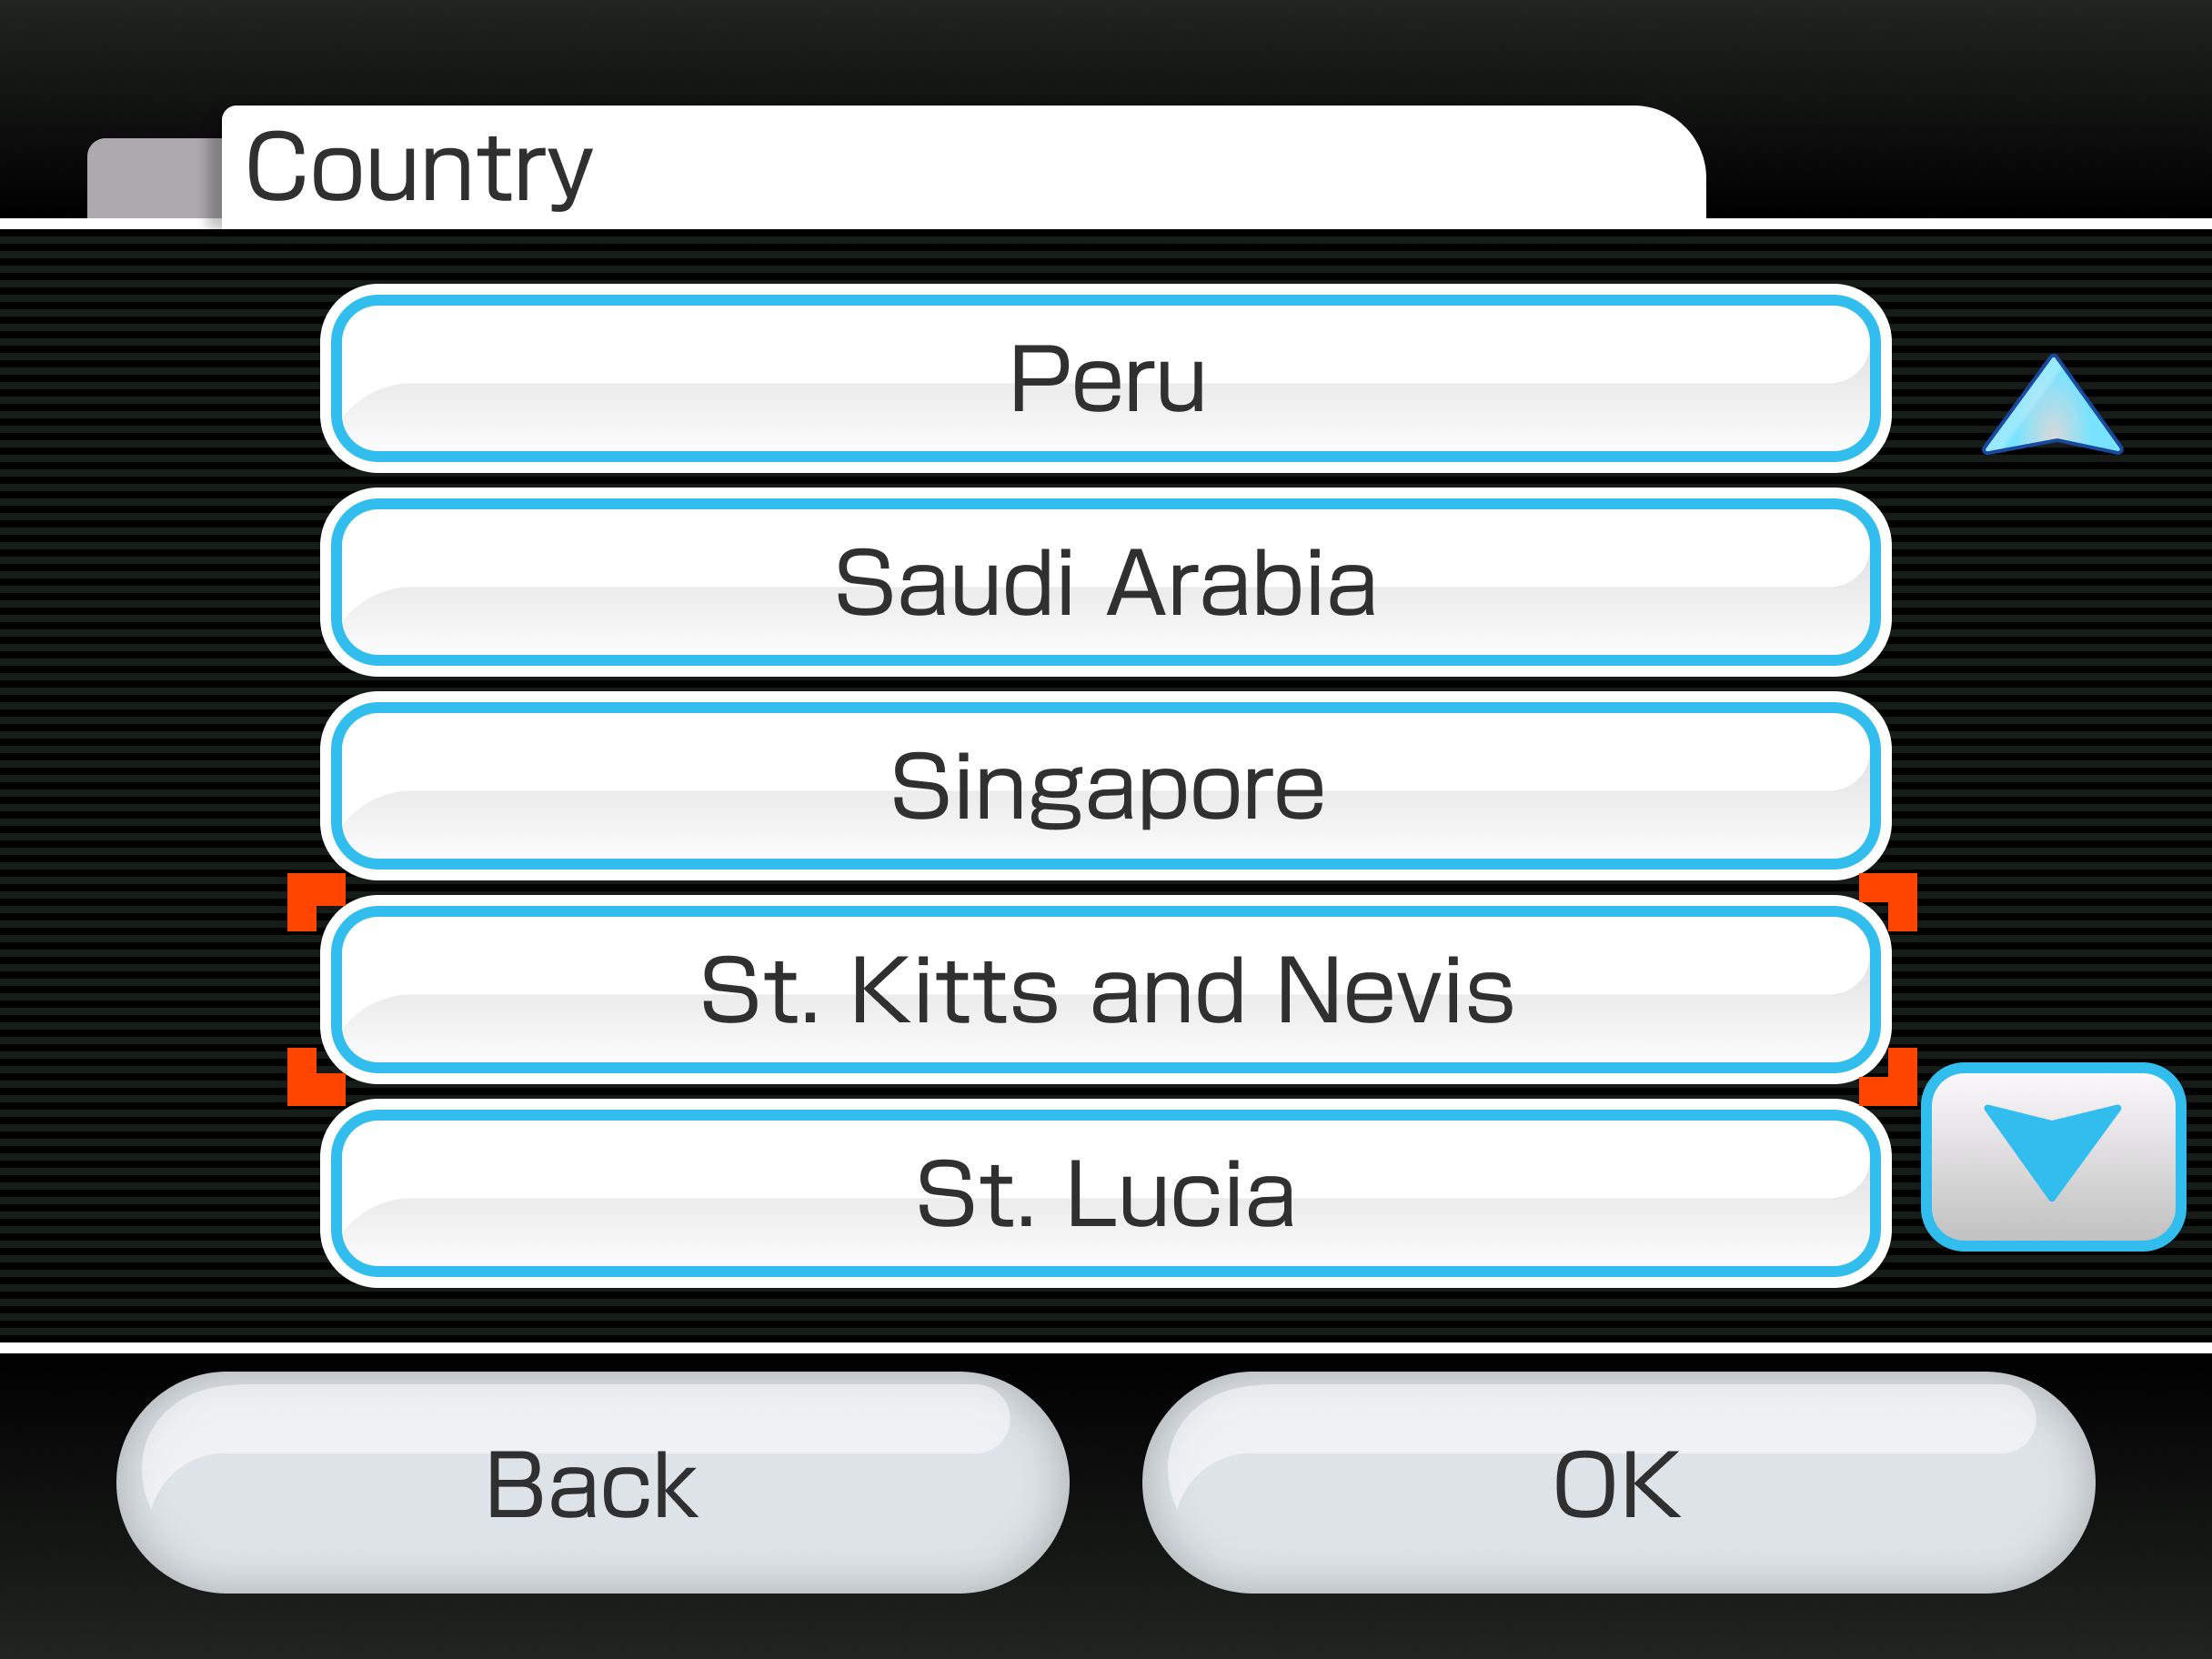 Country
Peru
Saudi Arabia
Singapore
St. Kitts and Nevis
St. Lucia
Back
OK